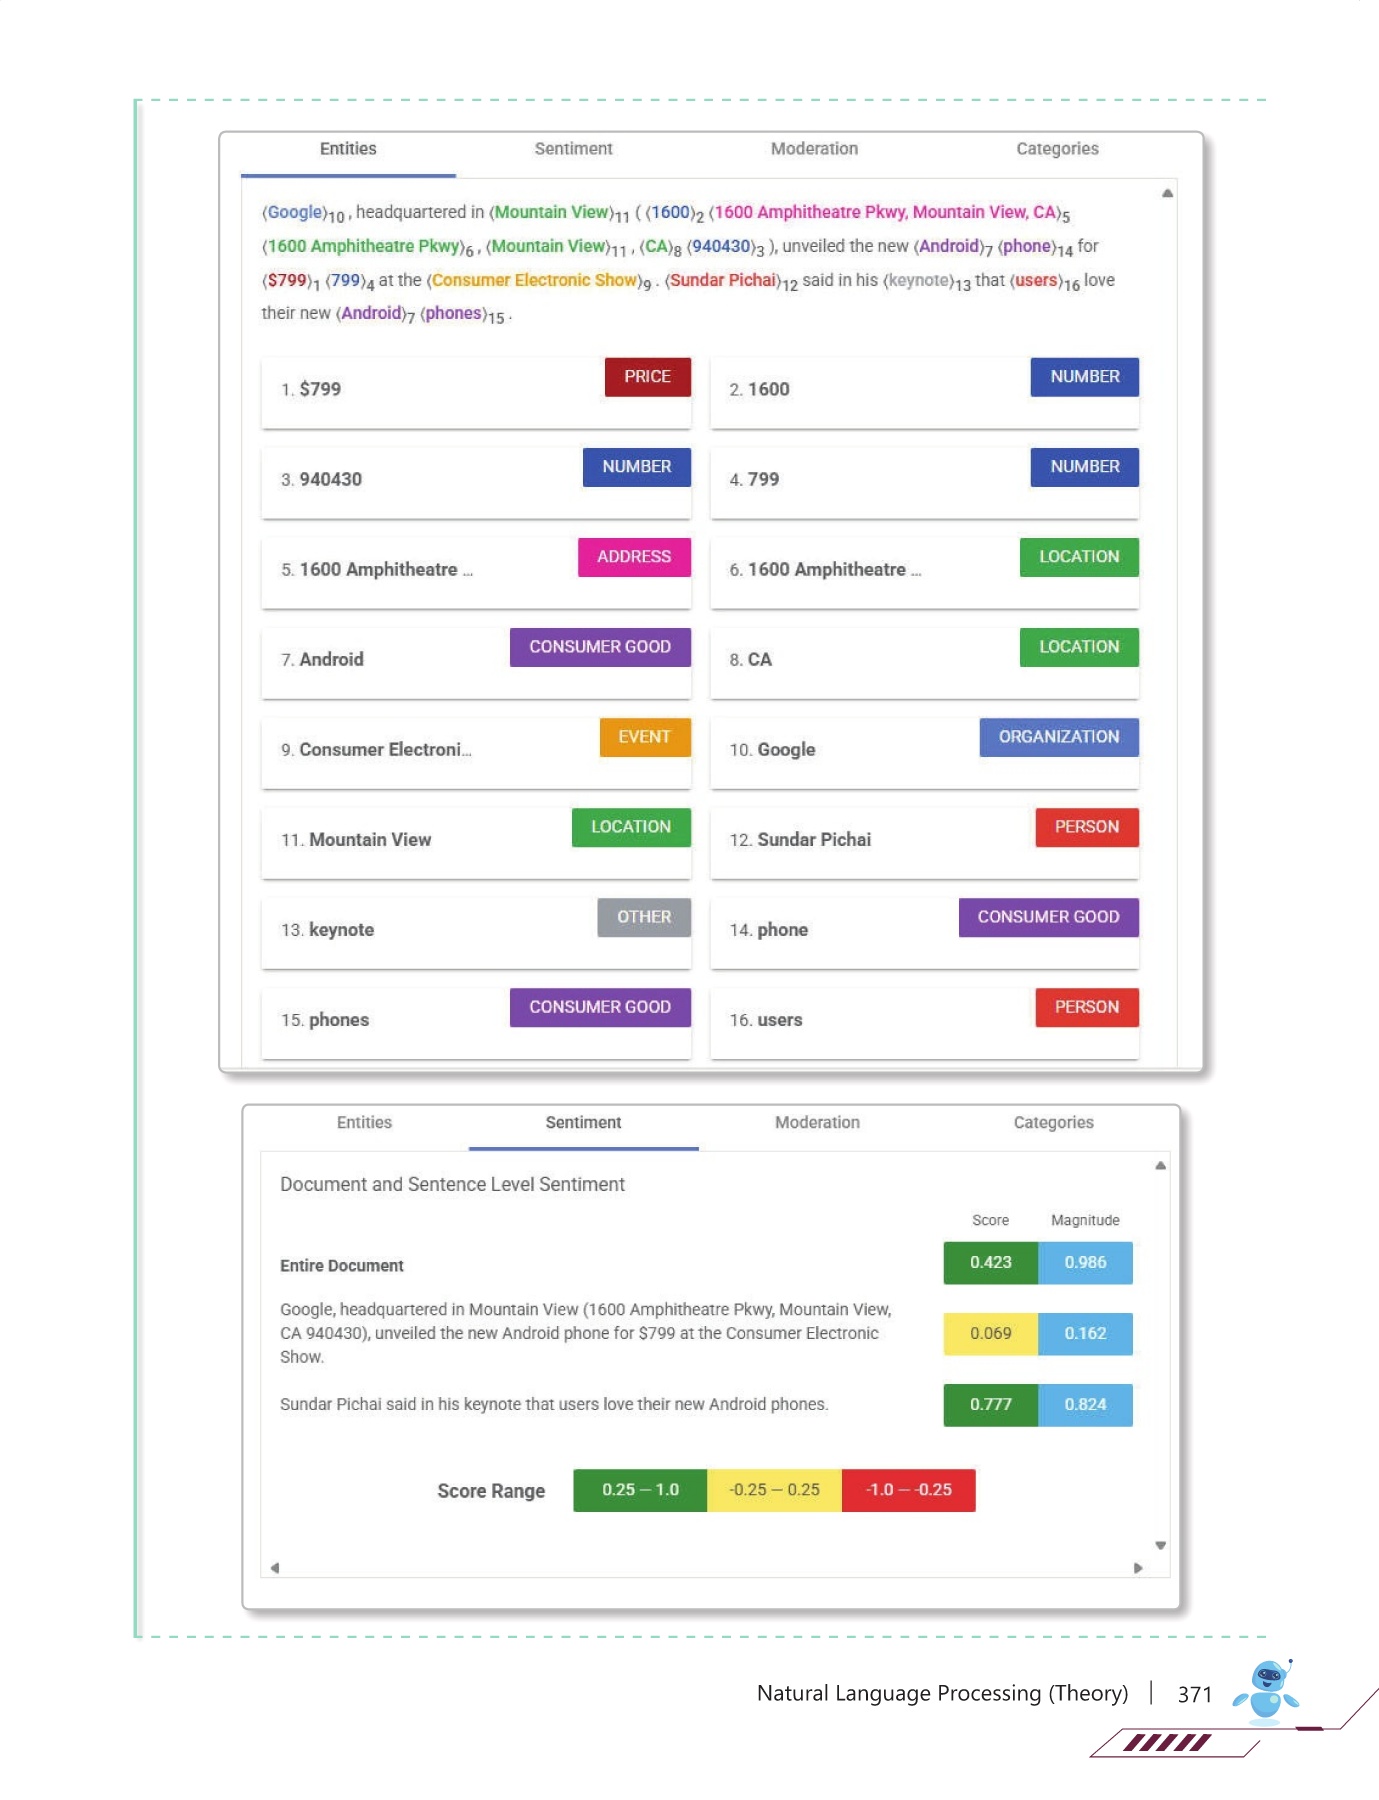 Entities Sentiment Moderation Categories
⟨Google⟩10 , headquartered in ⟨Mountain View⟩11 ( ⟨1600⟩2 ⟨1600 Amphitheatre Pkwy, Mountain View, CA⟩5
⟨1600 Amphitheatre Pkwy⟩6 , ⟨Mountain View⟩11 , ⟨CA⟩8 ⟨940430⟩3 ), unveiled the new ⟨Android⟩7 ⟨phone⟩14 for
⟨$799⟩1 ⟨799⟩4 at the ⟨Consumer Electronic Show⟩9 . ⟨Sundar Pichai⟩12 said in his ⟨keynote⟩13 that ⟨users⟩16 love
their new ⟨Android⟩7 ⟨phones⟩15 .
1. $799 PRICE 2. 1600 NUMBER
3. 940430 NUMBER 4. 799 NUMBER
5. 1600 Amphitheatre ... ADDRESS 6. 1600 Amphitheatre ... LOCATION
7. Android CONSUMER GOOD 8. CA LOCATION
9. Consumer Electroni... EVENT 10. Google ORGANIZATION
11. Mountain View LOCATION 12. Sundar Pichai PERSON
13. keynote OTHER 14. phone CONSUMER GOOD
15. phones CONSUMER GOOD 16. users PERSON
Entities Sentiment Moderation Categories
Document and Sentence Level Sentiment
Score Magnitude
Entire Document 0.423 0.986
Google, headquartered in Mountain View (1600 Amphitheatre Pkwy, Mountain View,
CA 940430), unveiled the new Android phone for $799 at the Consumer Electronic 0.069 0.162
Show.
Sundar Pichai said in his keynote that users love their new Android phones. 0.777 0.824
Score Range 0.25 — 1.0 -0.25 — 0.25 -1.0 — -0.25
Natural Language Processing (Theory) | 371